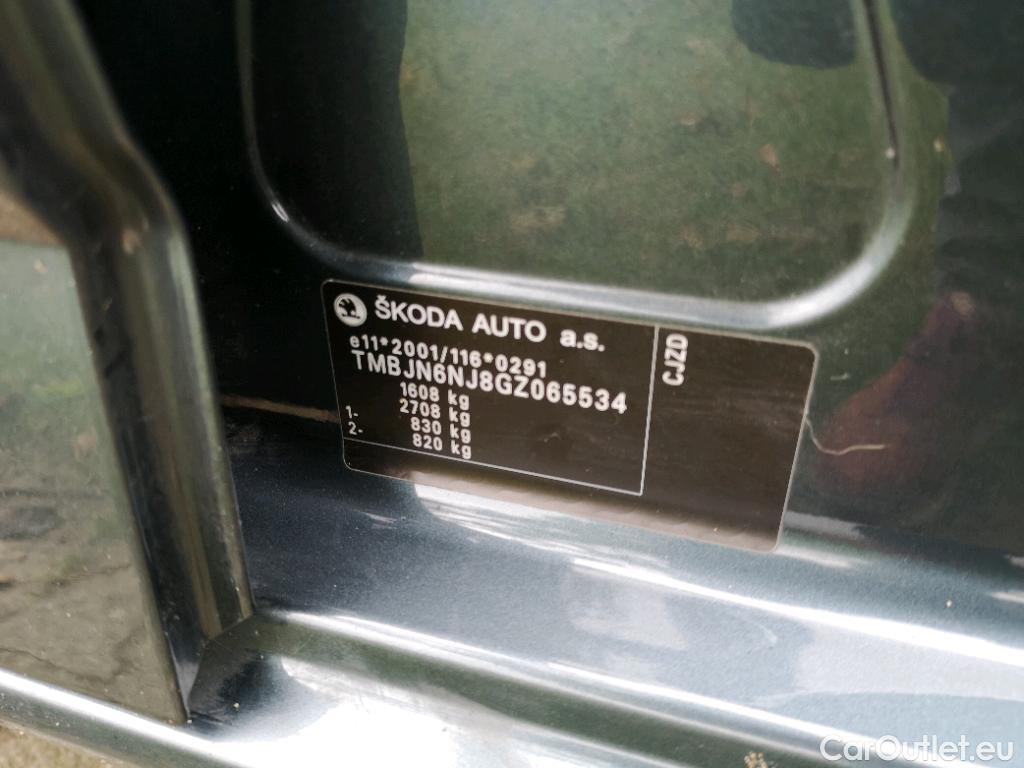 ŠKODA AUTO a.s.
e11*2001/116*0291
TMBJN6NJ8GZ065534
1608 kg
2708 kg
1- 830 kg
2- 820 kg
CJZD
CarOutlet.eu